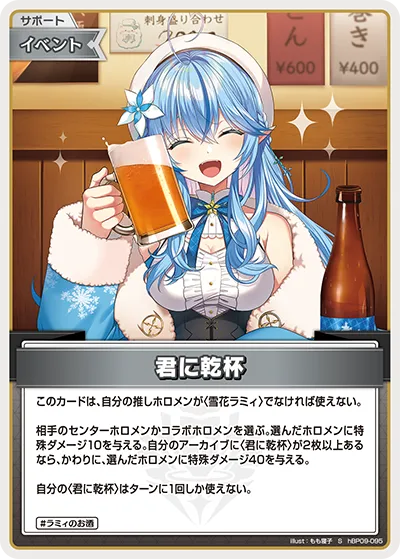 サポート
イベント
刺身盛り合わせ
¥600
巻き
¥400
君に乾杯
このカードは、自分の推しホロメンが〈雪花ラミィ〉でなければ使えない。
相手のセンターホロメンかコラボホロメンを選ぶ。選んだホロメンに特
殊ダメージ10を与える。自分のアーカイブに〈君に乾杯〉が2枚以上ある
なら、かわりに、選んだホロメンに特殊ダメージ40を与える。
自分の〈君に乾杯〉はターンに1回しか使えない。
#ラミィのお酒
illust：もも寝子 S hBP09-095